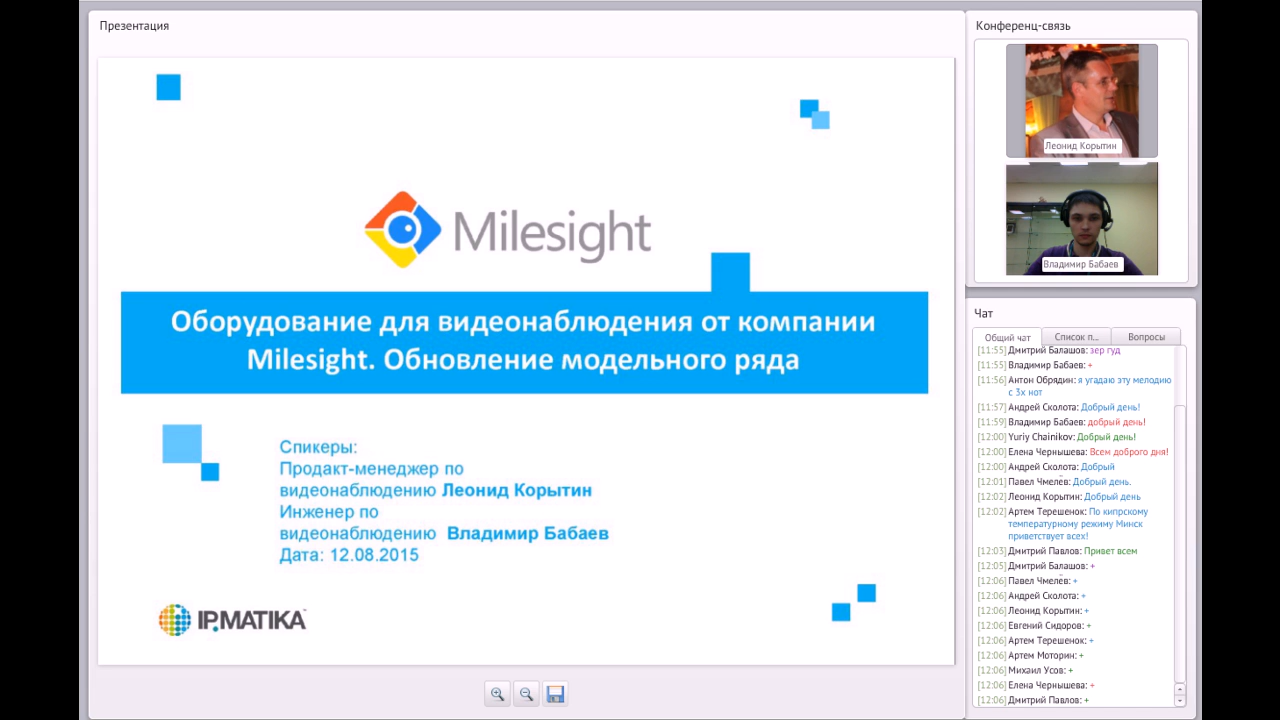 Презентация
Milesight
Оборудование для видеонаблюдения от компании
Milesight. Обновление модельного ряда
Спикеры:
Продакт-менеджер по
видеонаблюдению Леонид Корытин
Инженер по
видеонаблюдению Владимир Бабаев
Дата: 12.08.2015
IPMATIKA
Конференц-связь
Леонид Корытин
Владимир Бабаев
Чат
Общий чат
Список п...
Вопросы
[11:55] Дмитрий Балашов: зер гуд
[11:55] Владимир Бабаев: +
[11:56] Антон Обрядин: я угадаю эту мелодию
с 3х нот
[11:57] Андрей Сколота: Добрый день!
[11:59] Владимир Бабаев: добрый день!
[12:00] Yuriy Chainikov: Добрый день!
[12:00] Елена Чернышева: Всем доброго дня!
[12:00] Андрей Сколота: Добрый
[12:01] Павел Чмелёв: Добрый день.
[12:02] Леонид Корытин: Добрый день
[12:02] Артем Терешенок: По кипрскому
температурному режиму Минск
приветствует всех!
[12:03] Дмитрий Павлов: Привет всем
[12:05] Дмитрий Балашов: +
[12:06] Павел Чмелёв: +
[12:06] Андрей Сколота: +
[12:06] Леонид Корытин: +
[12:06] Евгений Сидоров: +
[12:06] Артем Терешенок: +
[12:06] Артем Моторин: +
[12:06] Михаил Усов: +
[12:06] Елена Чернышева: +
[12:06] Дмитрий Павлов: +